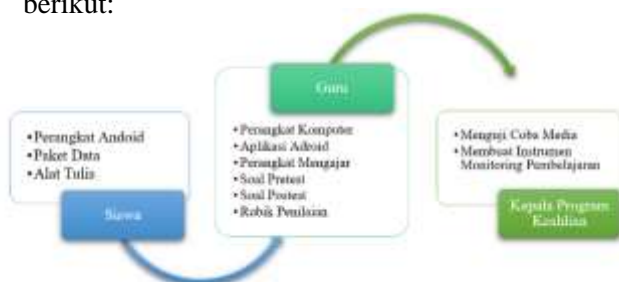 berikut:
•Perangkat Andoid
•Paket Data
•Alat Tulis
Siswa
Guru
•Perangkat Komputer
•Aplikasi Adroid
•Perangkat Mengajar
•Soal Pretest
•Soal Postest
•Rubik Penilaian
•Menguji Coba Media
•Membuat Instrumen
Monitoring Pembelajaran
Kepala Program
Keahlian